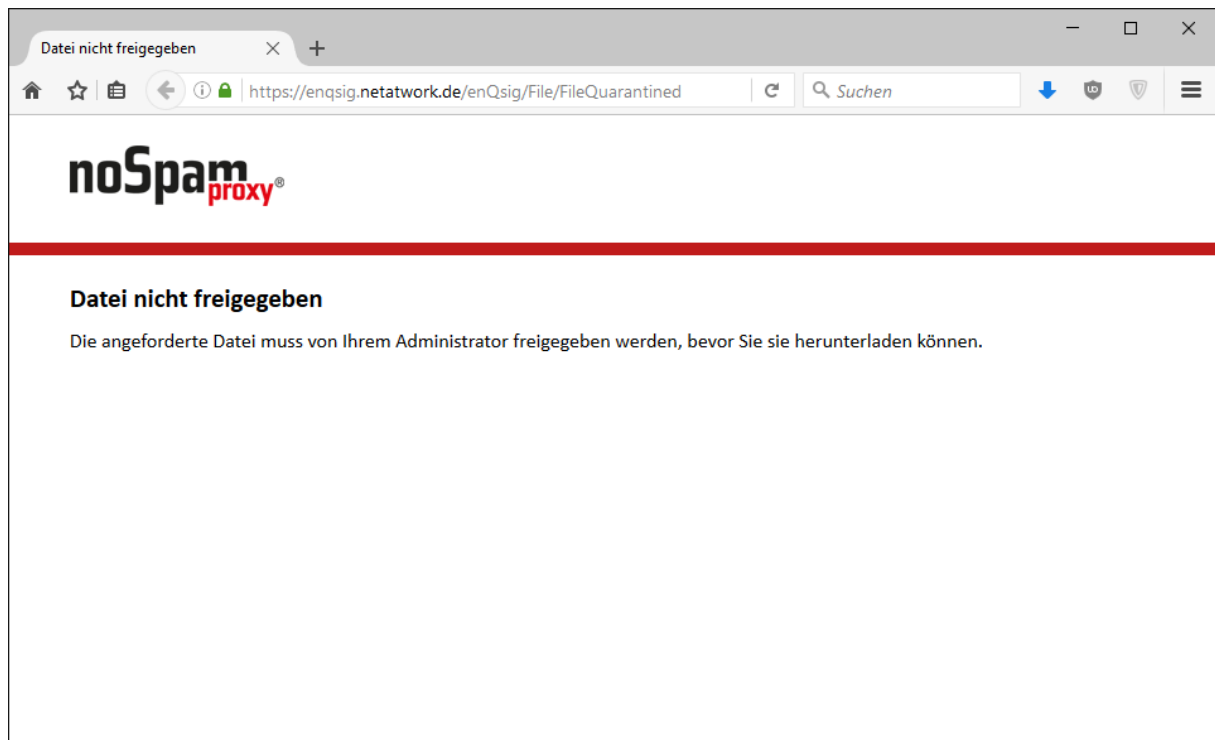 Datei nicht freigegeben
https://enqsig.netatwork.de/enQsig/File/FileQuarantined
Suchen
noSpam
proxy®
Datei nicht freigegeben
Die angeforderte Datei muss von Ihrem Administrator freigegeben werden, bevor Sie sie herunterladen können.